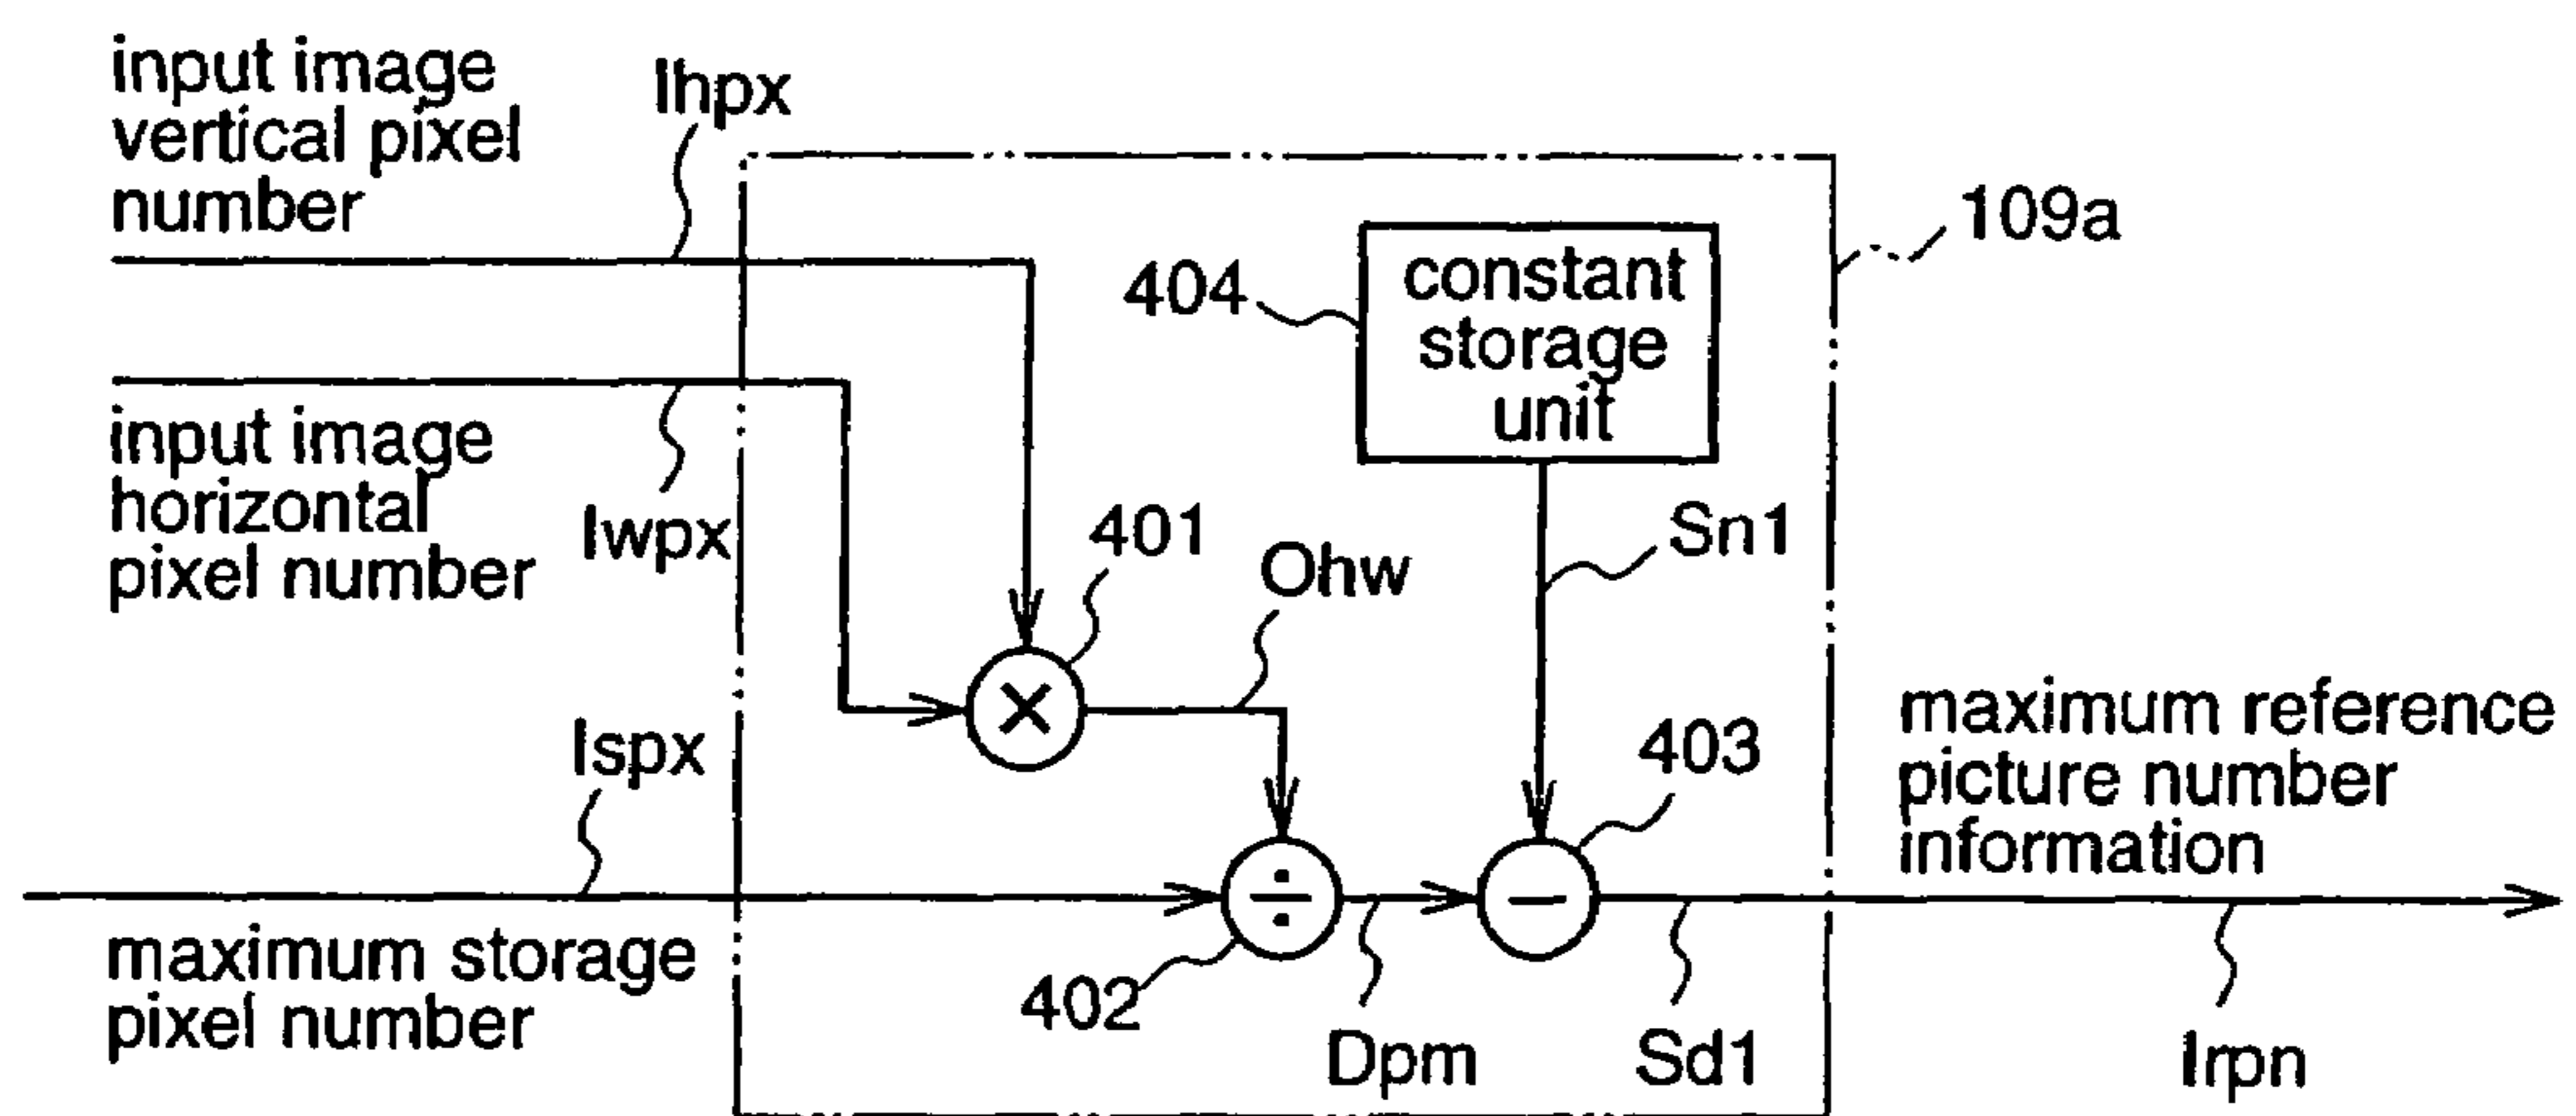 input image
vertical pixel
number
Ihpx
109a
404
constant
storage
unit
input image
horizontal
pixel number
Iwpx
401
Ohw
Sn1
×
Ispx
403
maximum reference
picture number
information
÷
−
maximum storage
pixel number
402
Dpm
Sd1
Irpn